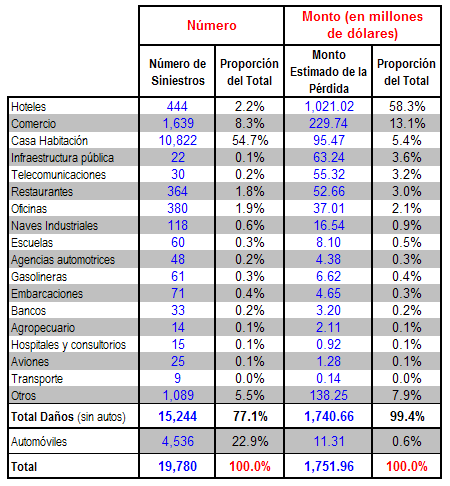 Número Monto (en millones de dólares)
Número de Siniestros Proporción del Total Monto Estimado de la Pérdida Proporción del Total
Hoteles 444 2.2% 1,021.02 58.3%
Comercio 1,639 8.3% 229.74 13.1%
Casa Habitación 10,822 54.7% 95.47 5.4%
Infraestructura pública 22 0.1% 63.24 3.6%
Telecomunicaciones 30 0.2% 55.32 3.2%
Restaurantes 364 1.8% 52.66 3.0%
Oficinas 380 1.9% 37.01 2.1%
Naves Industriales 118 0.6% 16.54 0.9%
Escuelas 60 0.3% 8.10 0.5%
Agencias automotrices 48 0.2% 4.38 0.3%
Gasolineras 61 0.3% 6.62 0.4%
Embarcaciones 71 0.4% 4.65 0.3%
Bancos 33 0.2% 3.20 0.2%
Agropecuario 14 0.1% 2.11 0.1%
Hospitales y consultorios 15 0.1% 0.92 0.1%
Aviones 25 0.1% 1.28 0.1%
Transporte 9 0.0% 0.14 0.0%
Otros 1,089 5.5% 138.25 7.9%
Total Daños (sin autos) 15,244 77.1% 1,740.66 99.4%
Automóviles 4,536 22.9% 11.31 0.6%
Total 19,780 100.0% 1,751.96 100.0%